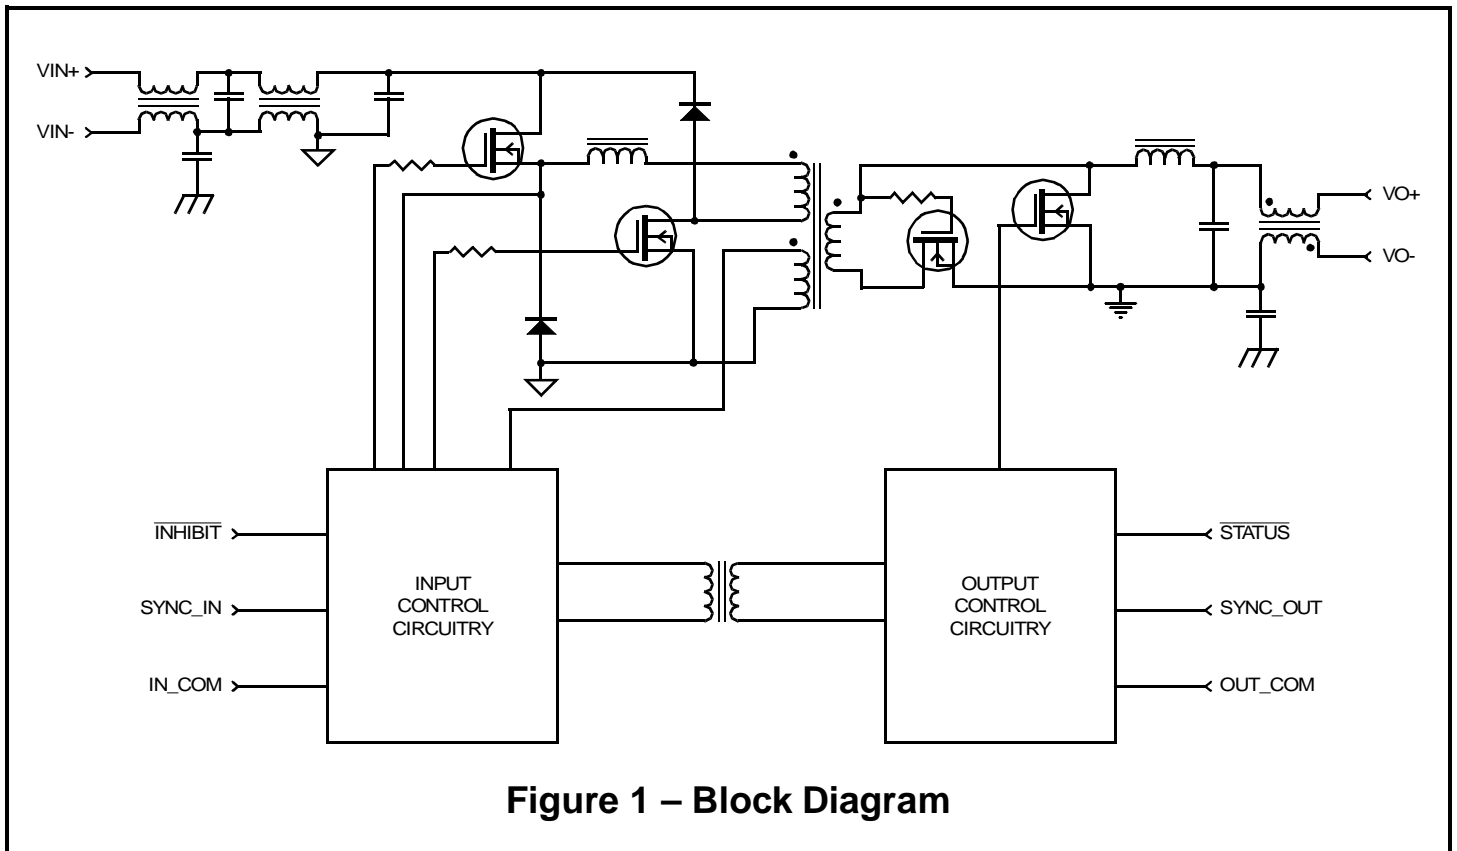 VIN+
VIN-
VO+
VO-
INHIBIT
SYNC_IN
IN_COM
INPUT
CONTROL
CIRCUITRY
OUTPUT
CONTROL
CIRCUITRY
STATUS
SYNC_OUT
OUT_COM
Figure 1 – Block Diagram